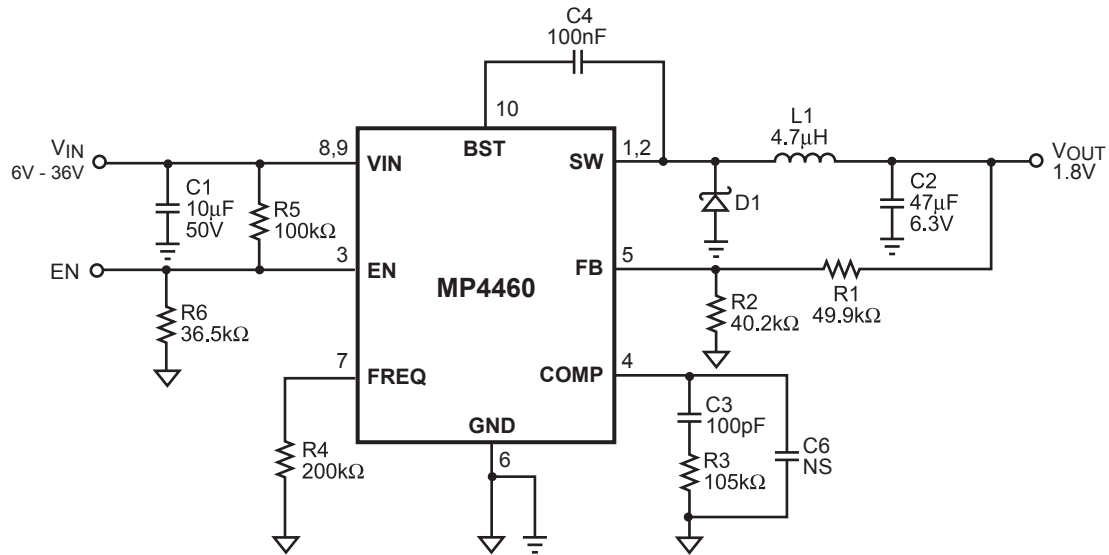 C4
100nF
10
L1
4.7µH
V_IN
6V - 36V
8,9
VIN
BST
SW
1,2
V_OUT
1.8V
C1
10µF
50V
R5
100kΩ
D1
C2
47µF
6.3V
EN
3
EN
MP4460
FB
5
R6
36.5kΩ
R2
40.2kΩ
R1
49.9kΩ
7
FREQ
COMP
4
GND
C3
100pF
R4
200kΩ
6
R3
105kΩ
C6
NS